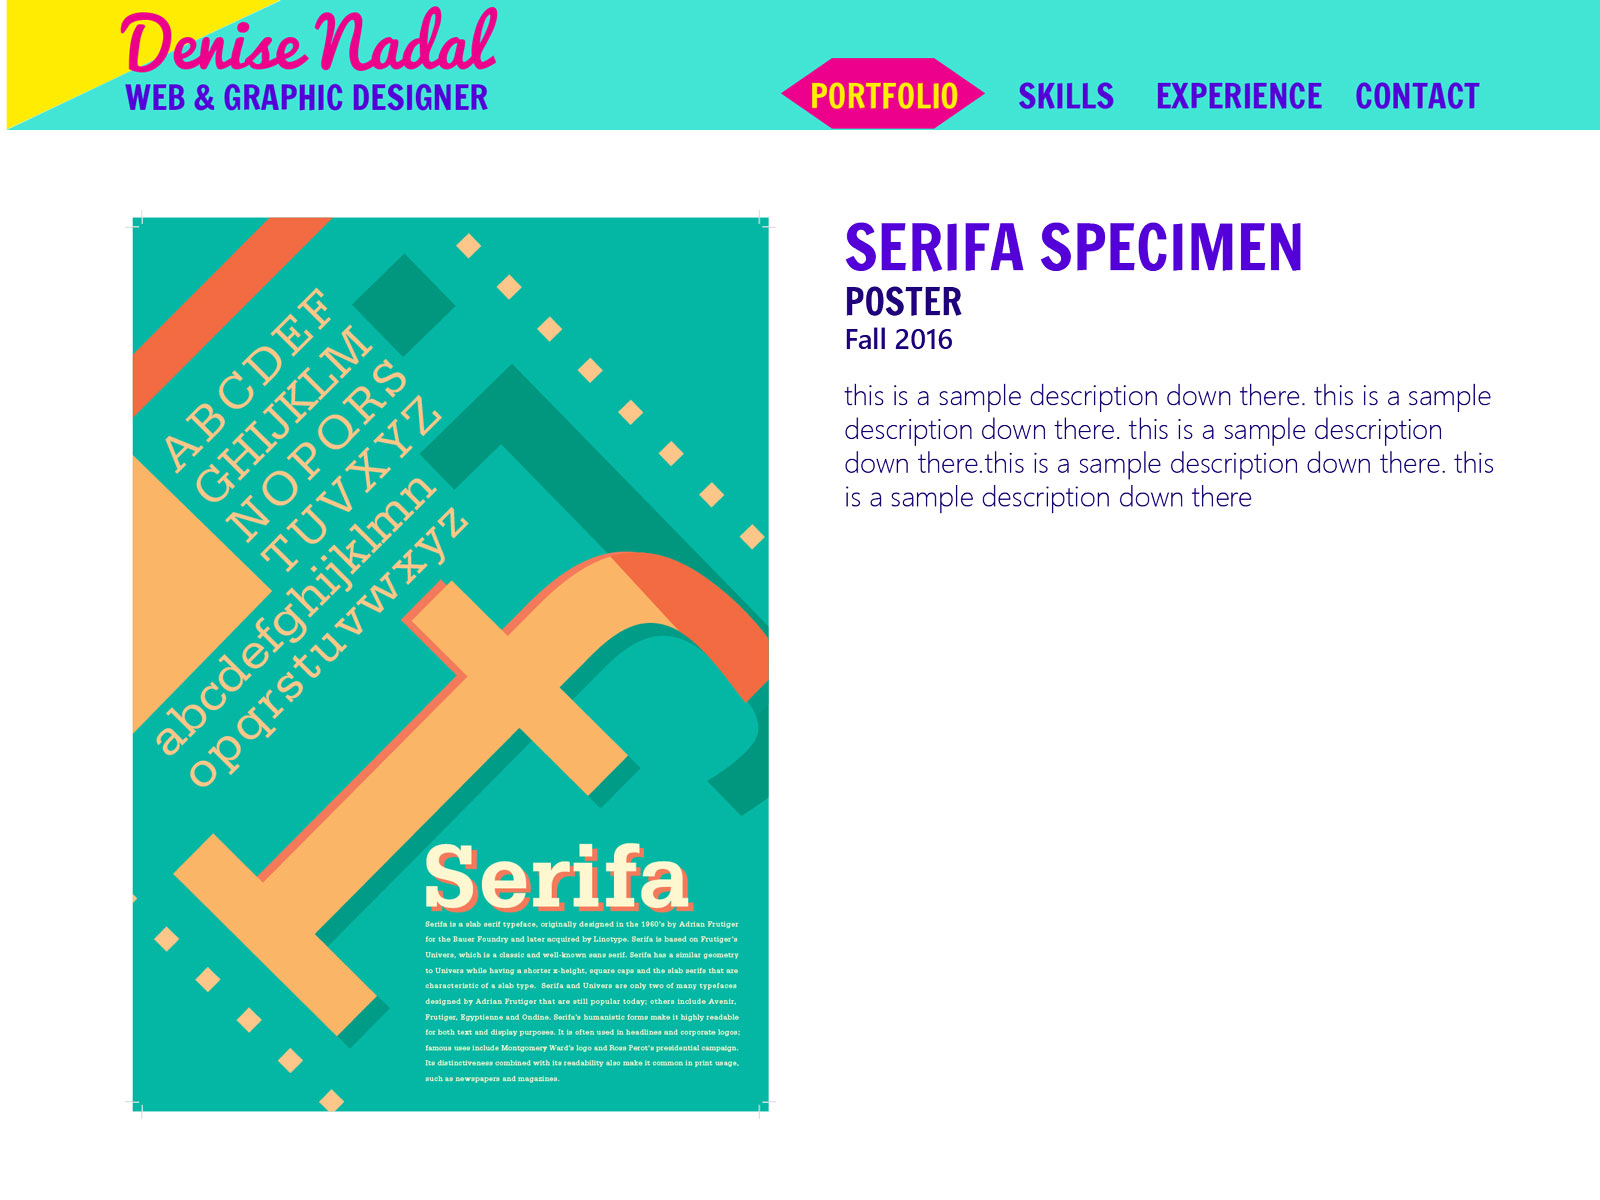 Denise Nadal
WEB & GRAPHIC DESIGNER
PORTFOLIO SKILLS EXPERIENCE CONTACT
ABCDEF
GHIJKLM
NOPQRS
TUVXYZ
abcdefghijklmn
opqrstuvwxyz
f
Serifa
Serifa is a slab serif typeface, originally designed in the 1960's by Adrian Frutiger
for the Bauer Foundry and later acquired by Linotype. Serifa is based on Frutiger's
Univers, which is a classic and well-known sans serif. Serifa has a similar geometry
to Univers while having a shorter x-height, square caps and the slab serifs that are
characteristic of a slab type. Serifa and Univers are only two of many typefaces
designed by Adrian Frutiger that are still popular today; others include Avenir,
Frutiger, Egyptienne and Ondine. Serifa's humanistic forms make it highly readable
for both text and display purposes. It is often used in headlines and corporate logos;
famous uses include Montgomery Ward's logo and Ross Perot's presidential campaign.
Its distinctiveness combined with its readability also make it common in print usage,
such as newspapers and magazines.
SERIFA SPECIMEN
POSTER
Fall 2016
this is a sample description down there. this is a sample
description down there. this is a sample description
down there.this is a sample description down there. this
is a sample description down there